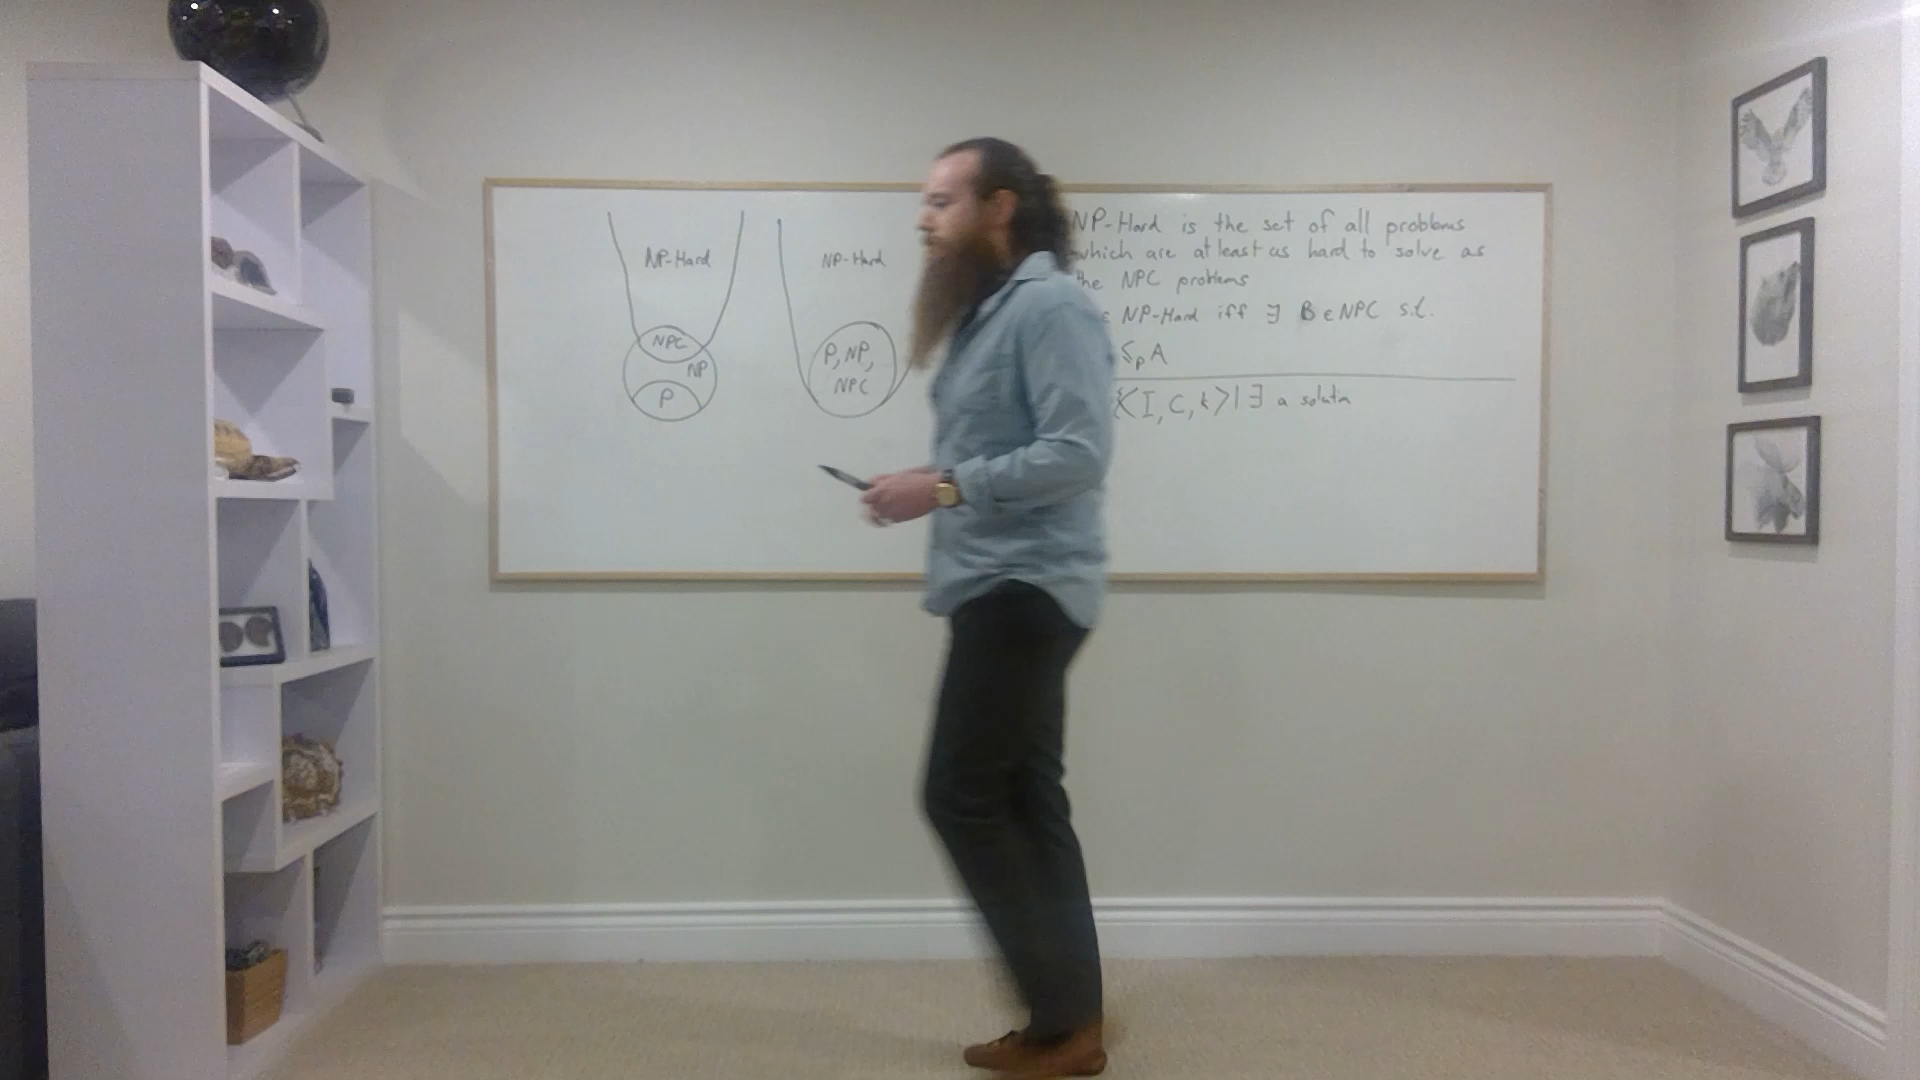 NP-Hard
NPC
NP
P
NP-Hard
P, NP,
NPC
NP-Hard is the set of all problems
which are at least as hard to solve as
the NPC problems
∈ NP-Hard iff ∃ B ∈ NPC s.t.
≤p A
{<I, C, k> | ∃ a solutin